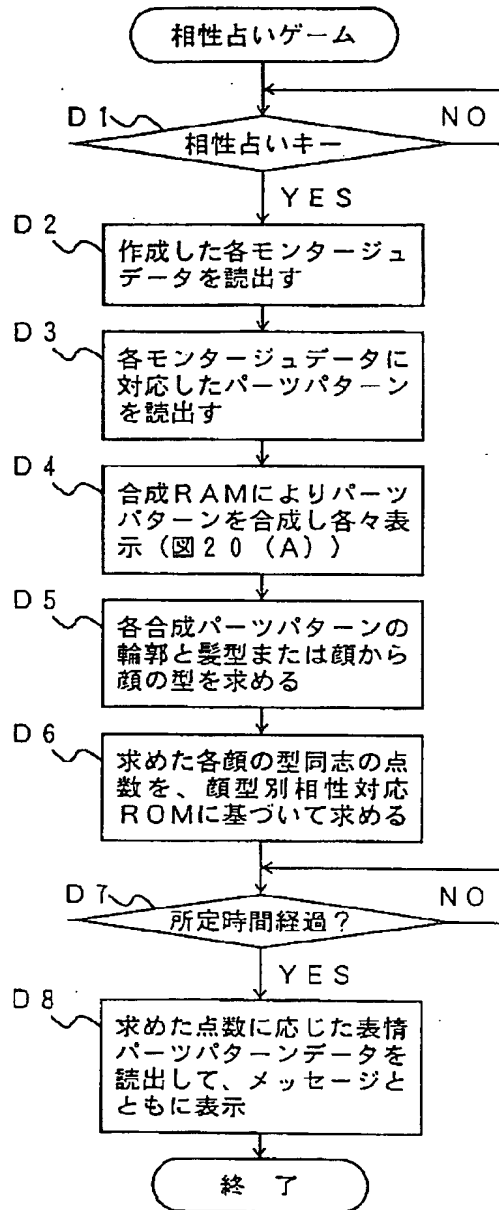 相性占いゲーム
D1
NO
相性占いキー
YES
D2
作成した各モンタージュ
データを読出す
D3
各モンタージュデータに
対応したパーツパターン
を読出す
D4
合成RAMによりパーツ
パターンを合成し各々表
示(図20(A))
D5
各合成パーツパターンの
輪郭と髪型または顔から
顔の型を求める
D6
求めた各顔の型同志の点
数を、顔型別相性対応
ROMに基づいて求める
D7
NO
所定時間経過?
YES
D8
求めた点数に応じた表情
パーツパターンデータを
読出して、メッセージと
ともに表示
終了